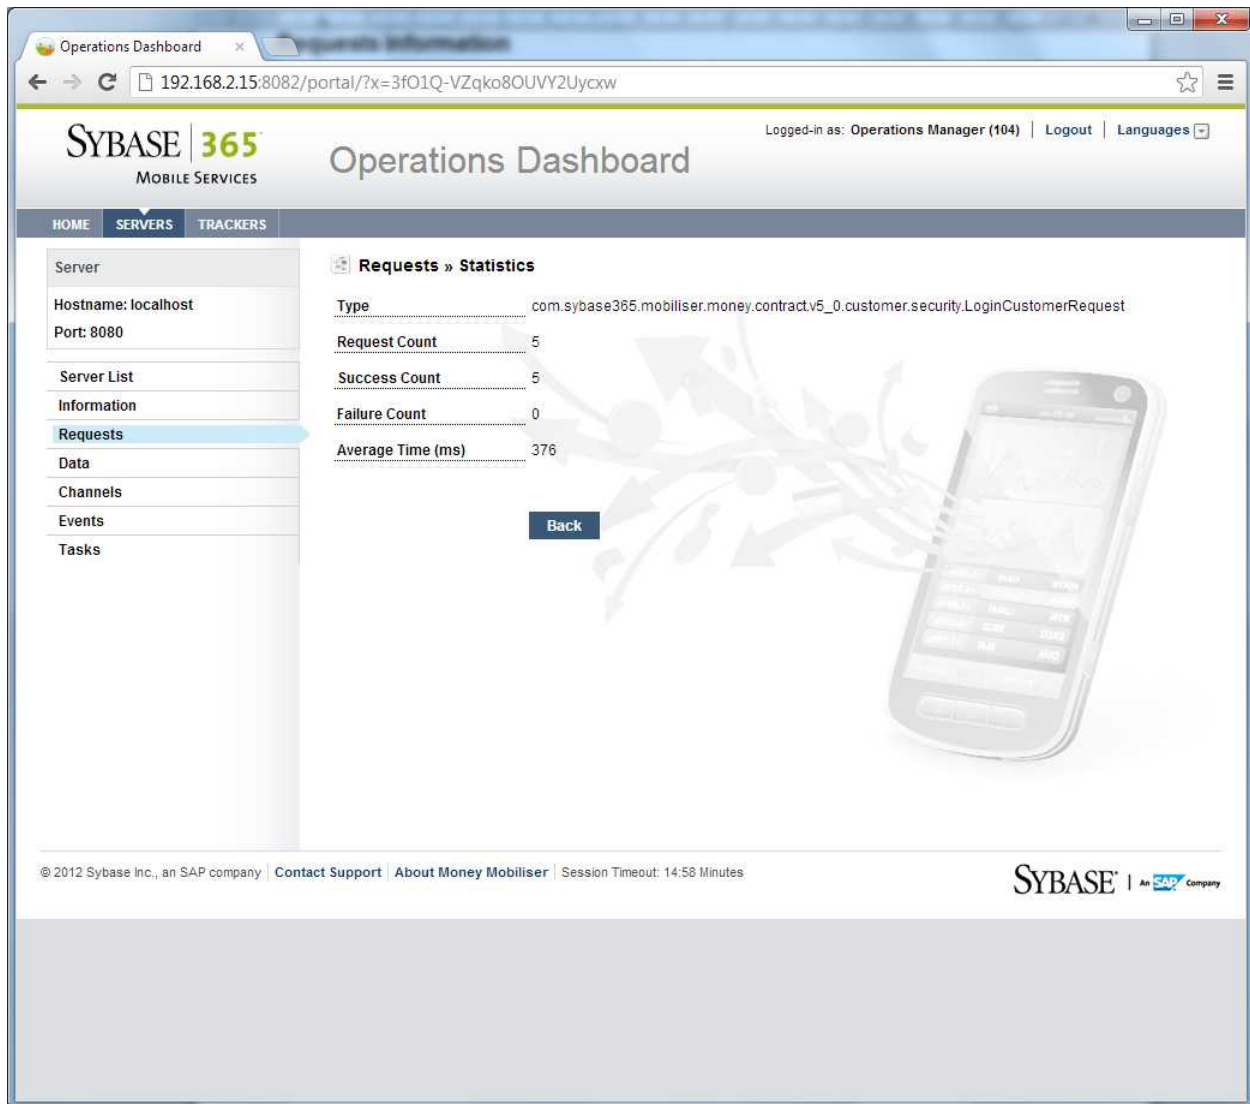 Requests Information
Operations Dashboard
192.168.2.15:8082/portal/?x=3fO1Q-VZqko8OUVY2Uycxw
SYBASE 365
MOBILE SERVICES
Operations Dashboard
Logged-in as: Operations Manager (104) | Logout | Languages
HOME SERVERS TRACKERS
Server
Hostname: localhost
Port: 8080
Server List
Information
Requests
Data
Channels
Events
Tasks
Requests » Statistics
Type com.sybase365.mobiliser.money.contract.v5_0.customer.security.LoginCustomerRequest
Request Count 5
Success Count 5
Failure Count 0
Average Time (ms) 376
Back
© 2012 Sybase Inc., an SAP company | Contact Support | About Money Mobiliser | Session Timeout: 14:58 Minutes
SYBASE® | An SAP Company